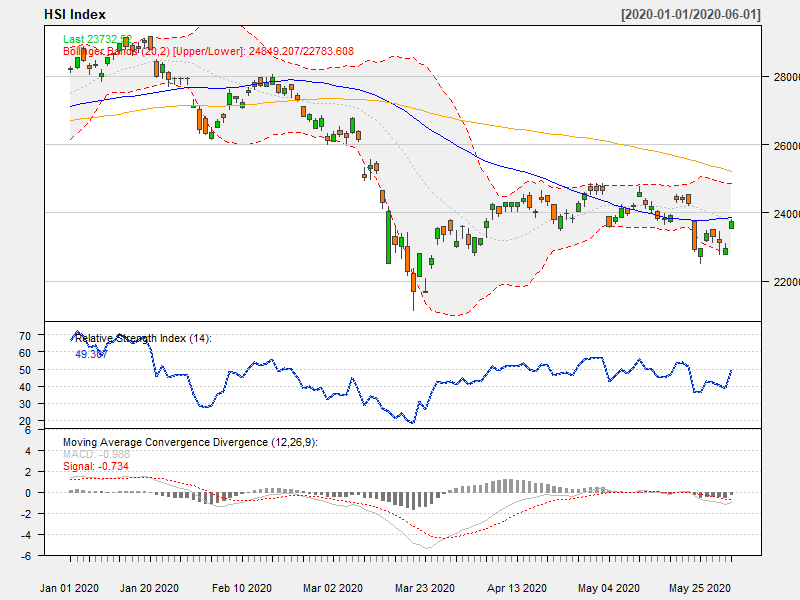 HSI Index [2020-01-01/2020-06-01]
Last 23732.52
Bollinger Bands (20,2) [Upper/Lower]: 24849.207/22783.608
28000
26000
24000
22000
Relative Strength Index (14):
49.367
70
60
50
40
30
20
Moving Average Convergence Divergence (12,26,9):
MACD: -0.988
Signal: -0.734
6
4
2
0
-2
-4
-6
Jan 01 2020 Jan 20 2020 Feb 10 2020 Mar 02 2020 Mar 23 2020 Apr 13 2020 May 04 2020 May 25 2020